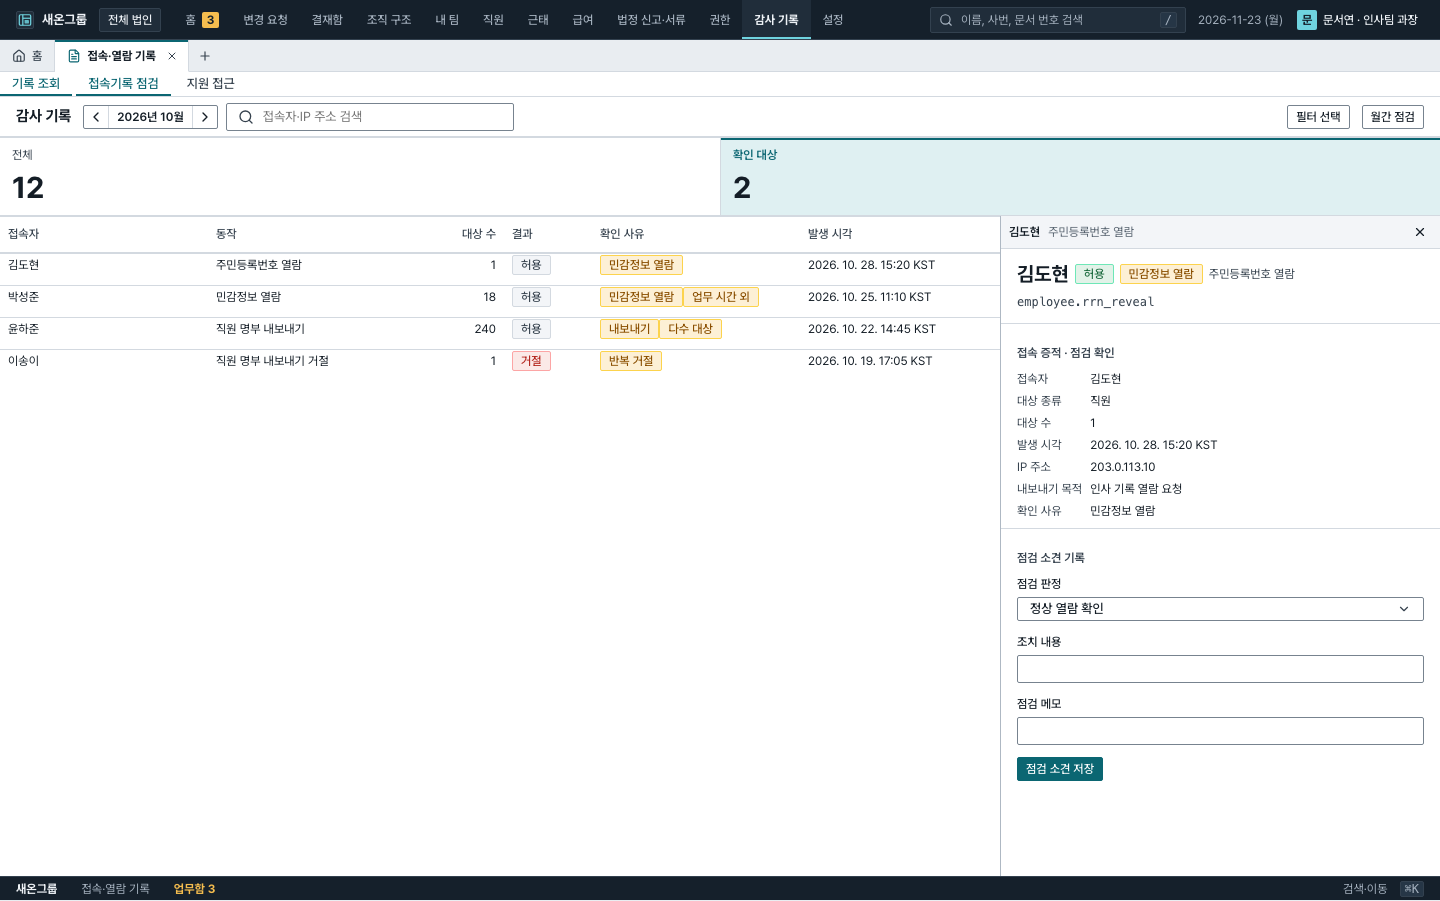 새온그룹 전체 법인 홈 3 변경 요청 결재함 조직 구조 내 팀 직원 근태 급여 법정 신고·서류 권한 감사 기록 설정 이름, 사번, 문서 번호 검색 / 2026-11-23 (월) 문 문서연 · 인사팀 과장
홈 접속·열람 기록
기록 조회 접속기록 점검 지원 접근
감사 기록 2026년 10월 접속자·IP 주소 검색 필터 선택 월간 점검
전체
12
확인 대상
2
접속자 동작 대상 수 결과 확인 사유 발생 시각
김도현 주민등록번호 열람 1 허용 민감정보 열람 2026. 10. 28. 15:20 KST
박성준 민감정보 열람 18 허용 민감정보 열람 업무 시간 외 2026. 10. 25. 11:10 KST
윤하준 직원 명부 내보내기 240 허용 내보내기 다수 대상 2026. 10. 22. 14:45 KST
이송이 직원 명부 내보내기 거절 1 거절 반복 거절 2026. 10. 19. 17:05 KST
김도현 주민등록번호 열람
김도현 허용 민감정보 열람 주민등록번호 열람
employee.rrn_reveal
접속 증적 · 점검 확인
접속자 김도현
대상 종류 직원
대상 수 1
발생 시각 2026. 10. 28. 15:20 KST
IP 주소 203.0.113.10
내보내기 목적 인사 기록 열람 요청
확인 사유 민감정보 열람
점검 소견 기록
점검 판정
정상 열람 확인
조치 내용
점검 메모
점검 소견 저장
새온그룹 접속·열람 기록 업무함 3 검색·이동 ⌘K